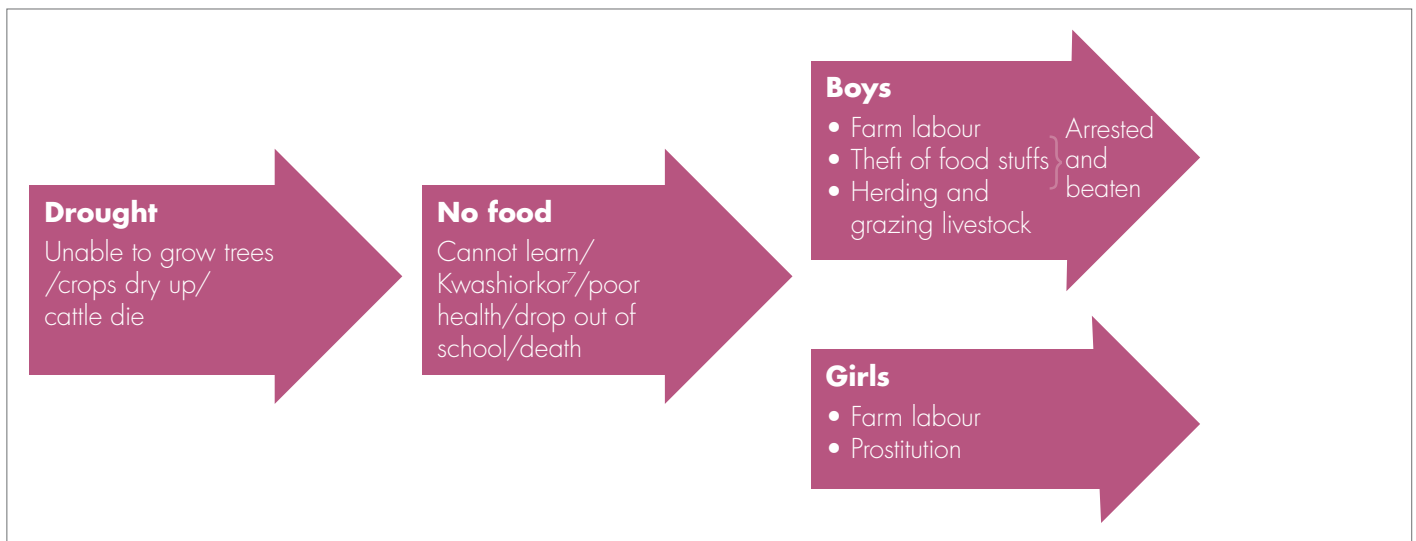 Drought
Unable to grow trees
/crops dry up/
cattle die
No food
Cannot learn/
Kwashiorkor⁷/poor
health/drop out of
school/death
Boys
• Farm labour
• Theft of food stuffs
• Herding and
grazing livestock
Arrested
and
beaten
Girls
• Farm labour
• Prostitution